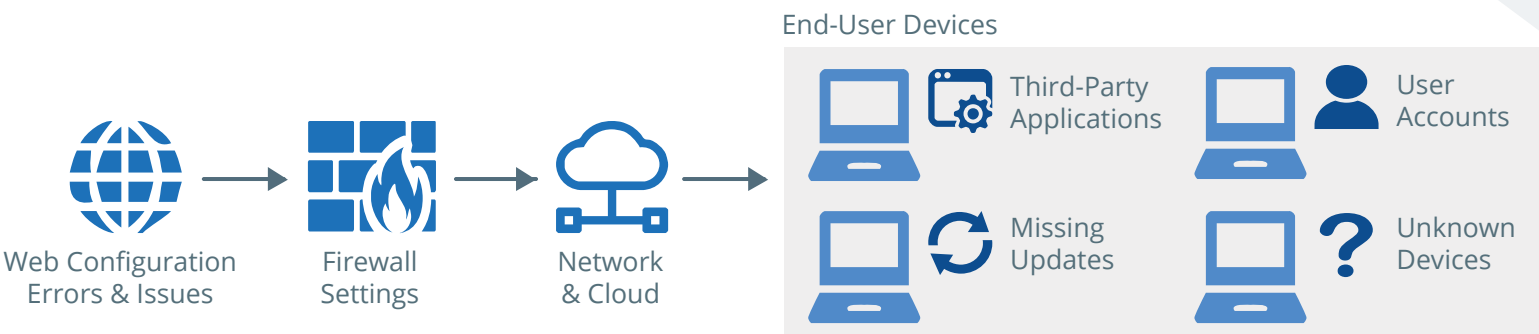 End-User Devices
Third-Party
Applications
User
Accounts
Missing
Updates
Unknown
Devices
Web Configuration
Errors & Issues
Firewall
Settings
Network
& Cloud